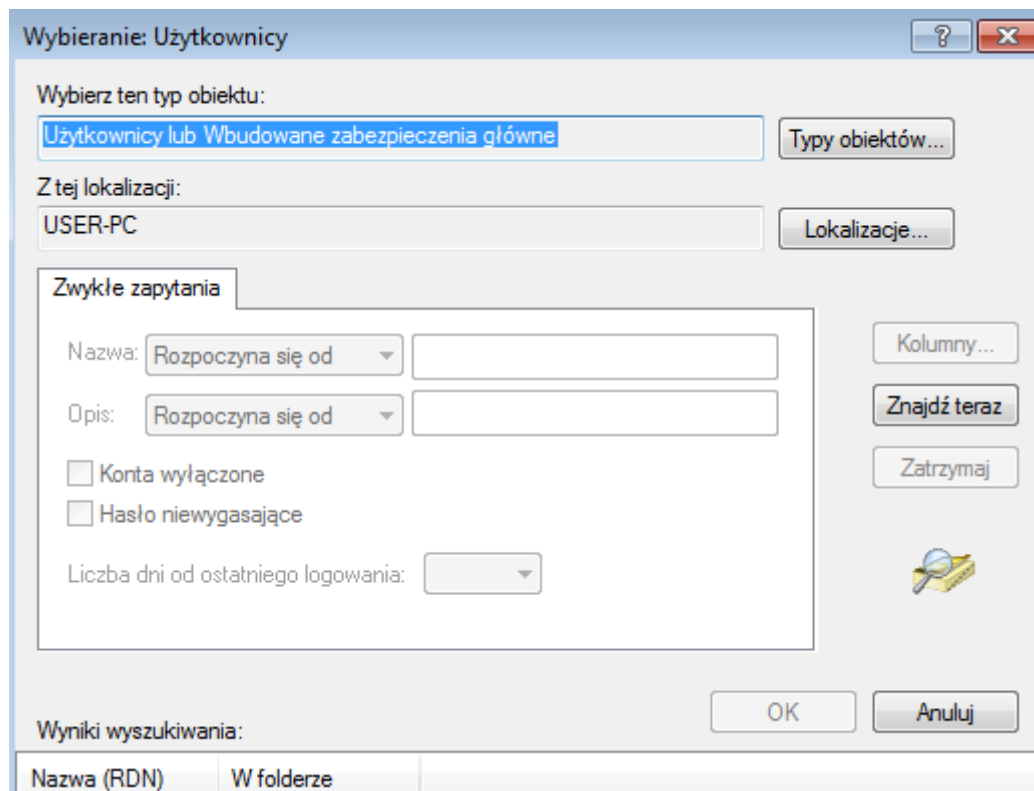 Wybieranie: Użytkownicy
Wybierz ten typ obiektu:
Użytkownicy lub Wbudowane zabezpieczenia główne
Typy obiektów...
Z tej lokalizacji:
USER-PC
Lokalizacje...
Zwykłe zapytania
Nazwa: Rozpoczyna się od
Kolumny...
Opis: Rozpoczyna się od
Znajdź teraz
Konta wyłączone
Zatrzymaj
Hasło niewygasające
Liczba dni od ostatniego logowania:
OK Anuluj
Wyniki wyszukiwania:
Nazwa (RDN) W folderze